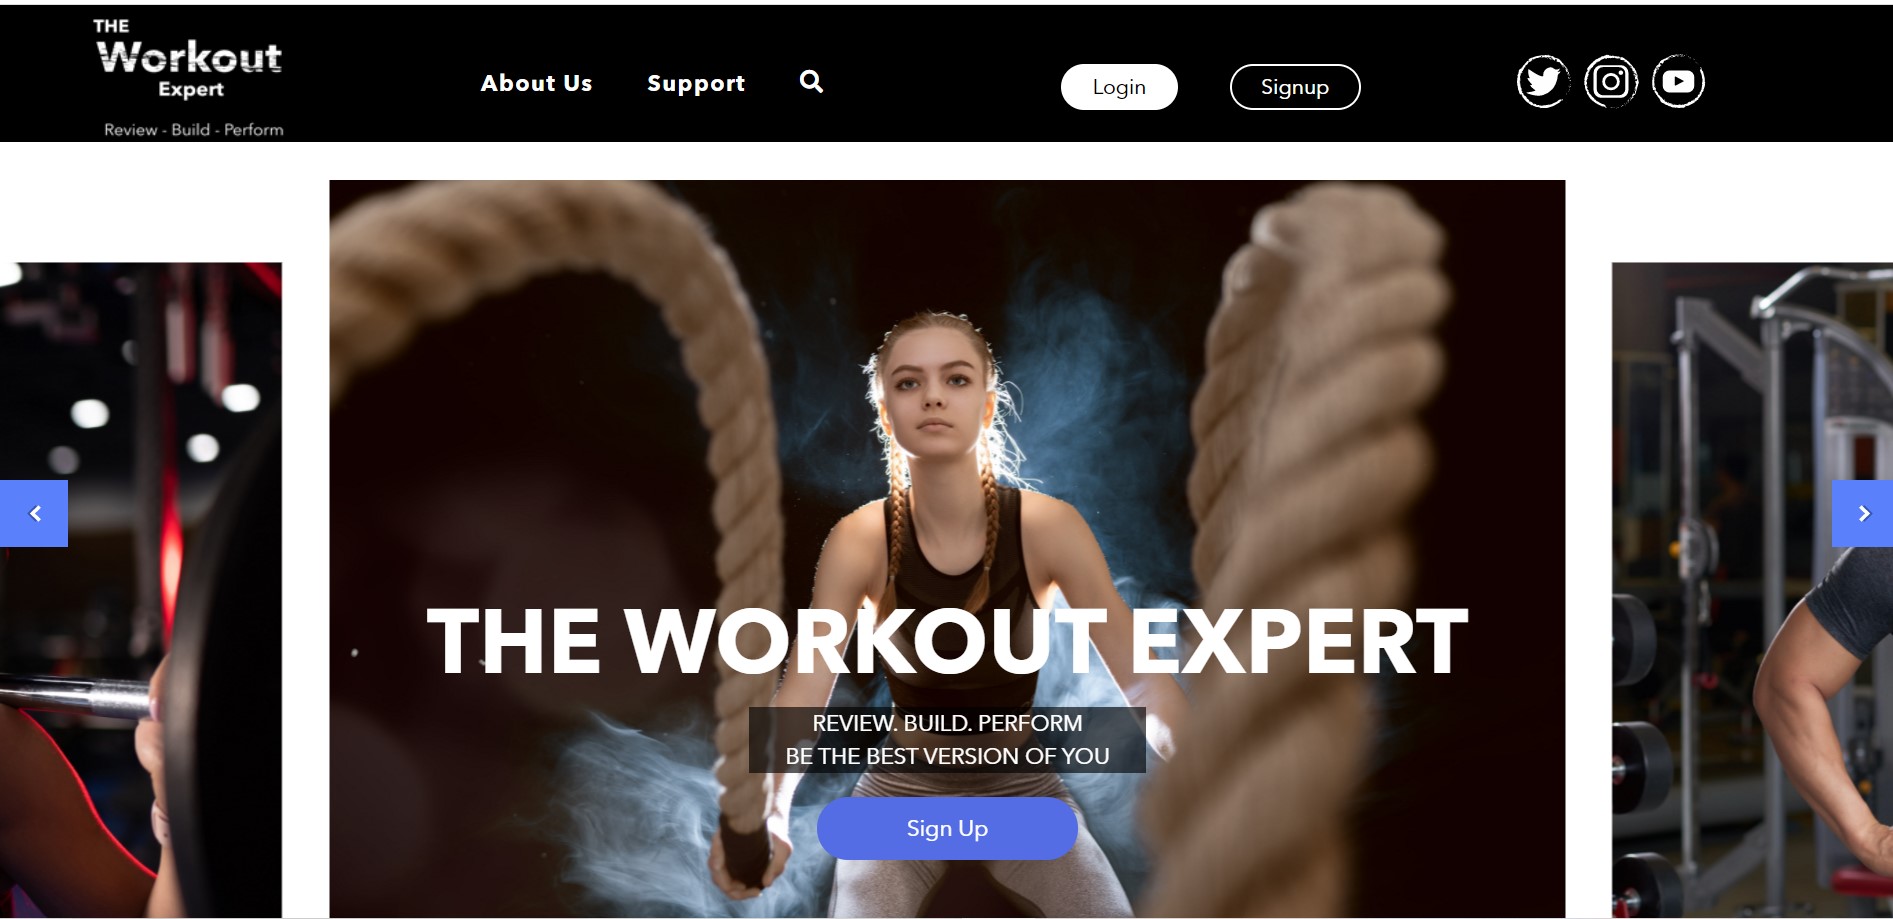 THE
Workout
Expert
Review - Build - Perform
About Us
Support
Login
Signup
THE WORKOUT EXPERT
REVIEW. BUILD. PERFORM
BE THE BEST VERSION OF YOU
Sign Up